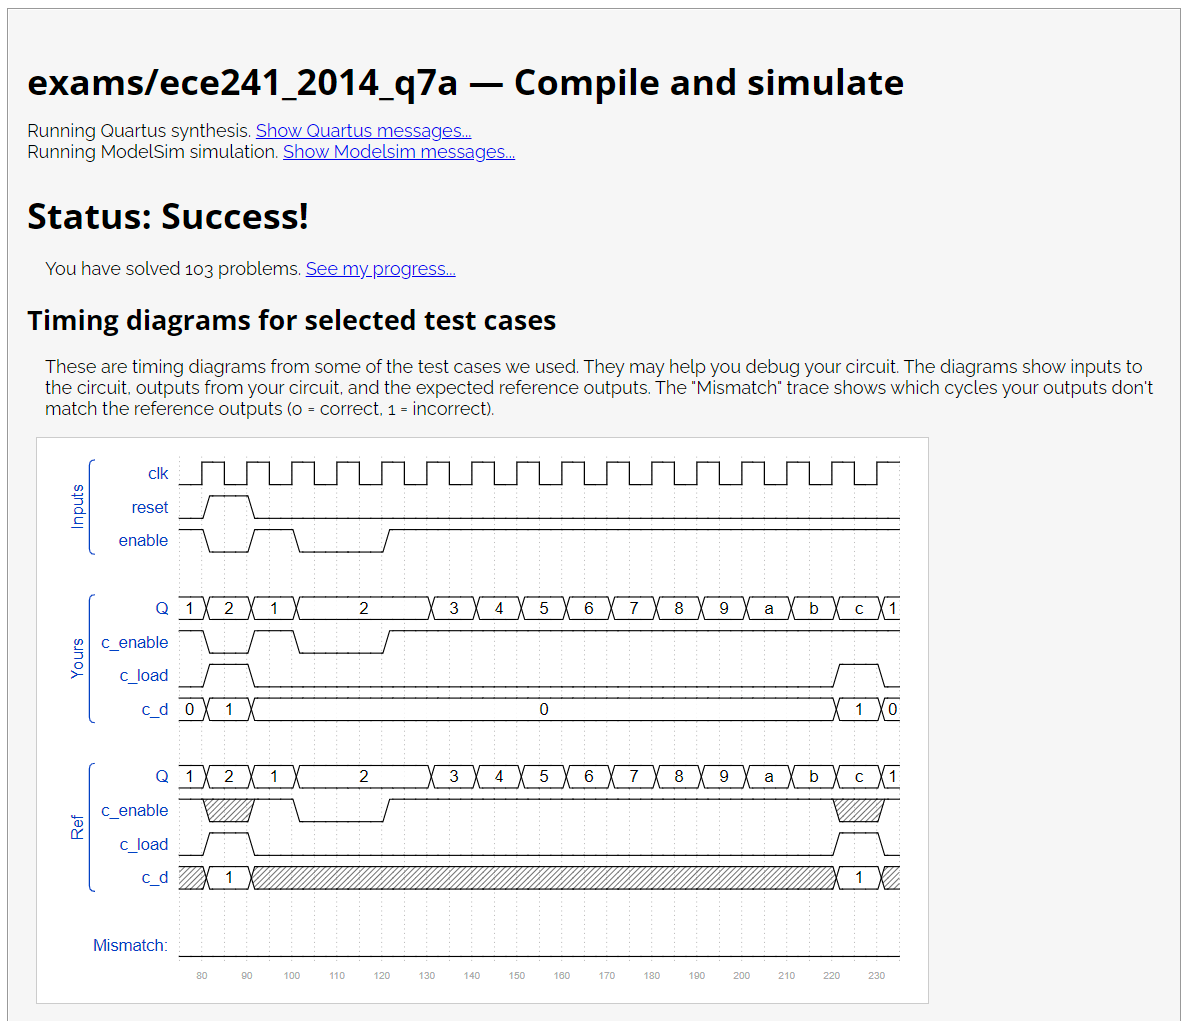 exams/ece241_2014_q7a — Compile and simulate
Running Quartus synthesis. Show Quartus messages...
Running ModelSim simulation. Show Modelsim messages...
Status: Success!
You have solved 103 problems. See my progress...
Timing diagrams for selected test cases
These are timing diagrams from some of the test cases we used. They may help you debug your circuit. The diagrams show inputs to
the circuit, outputs from your circuit, and the expected reference outputs. The "Mismatch" trace shows which cycles your outputs don't
match the reference outputs (0 = correct, 1 = incorrect).
Inputs
clk
reset
enable
Yours
Q 1 2 1 2 3 4 5 6 7 8 9 a b c 1
c_enable
c_load
c_d 0 1 0 1 0
Ref
Q 1 2 1 2 3 4 5 6 7 8 9 a b c 1
c_enable
c_load
c_d 1 1
Mismatch:
80 90 100 110 120 130 140 150 160 170 180 190 200 210 220 230